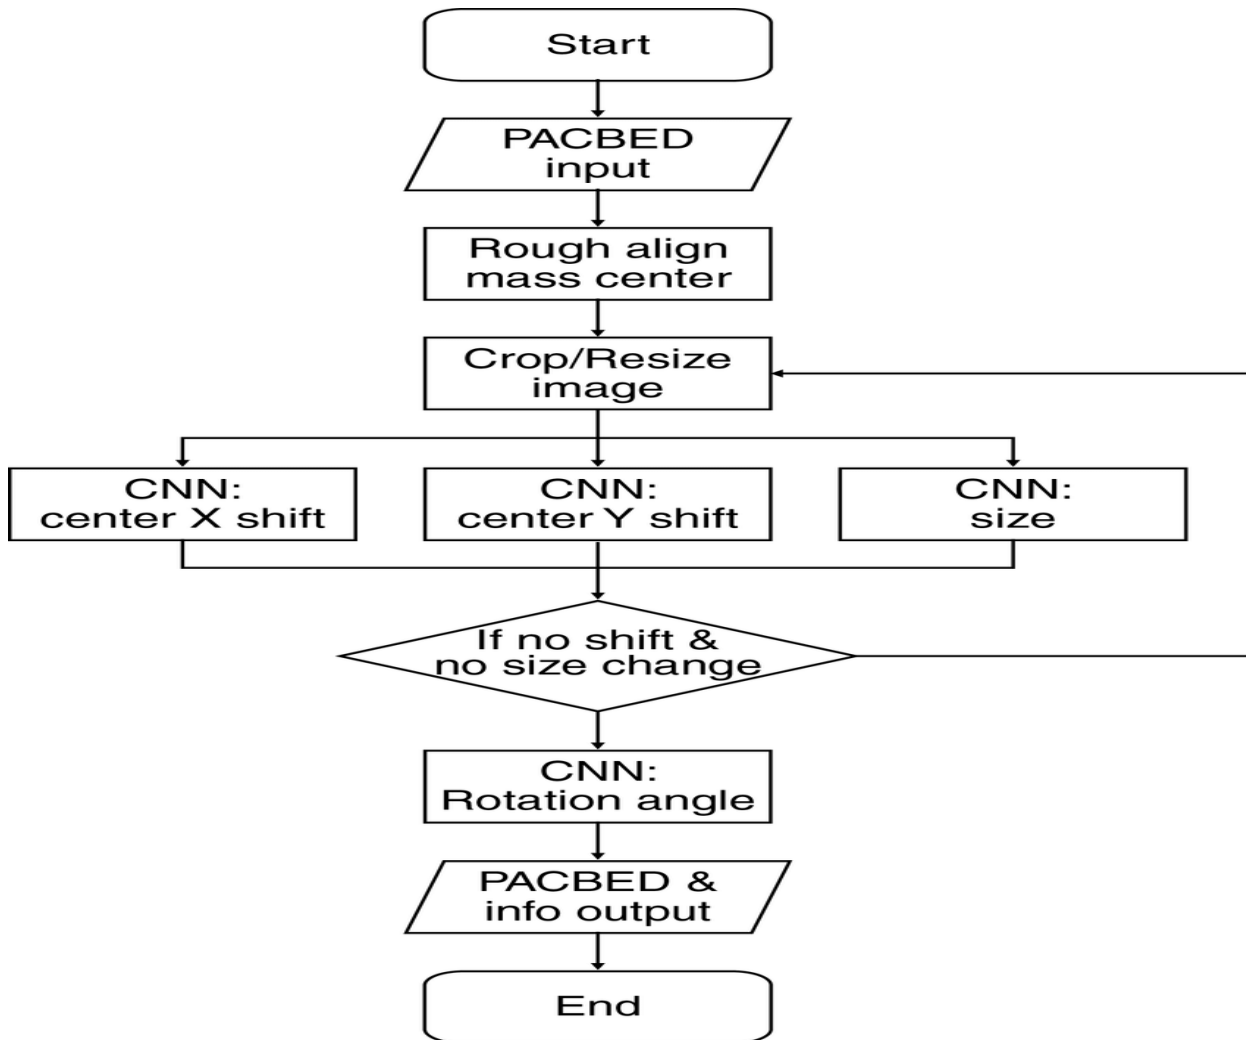 Start
PACBED
input
Rough align
mass center
Crop/Resize
image
CNN:
center X shift
CNN:
center Y shift
CNN:
size
If no shift &
no size change
CNN:
Rotation angle
PACBED &
info output
End